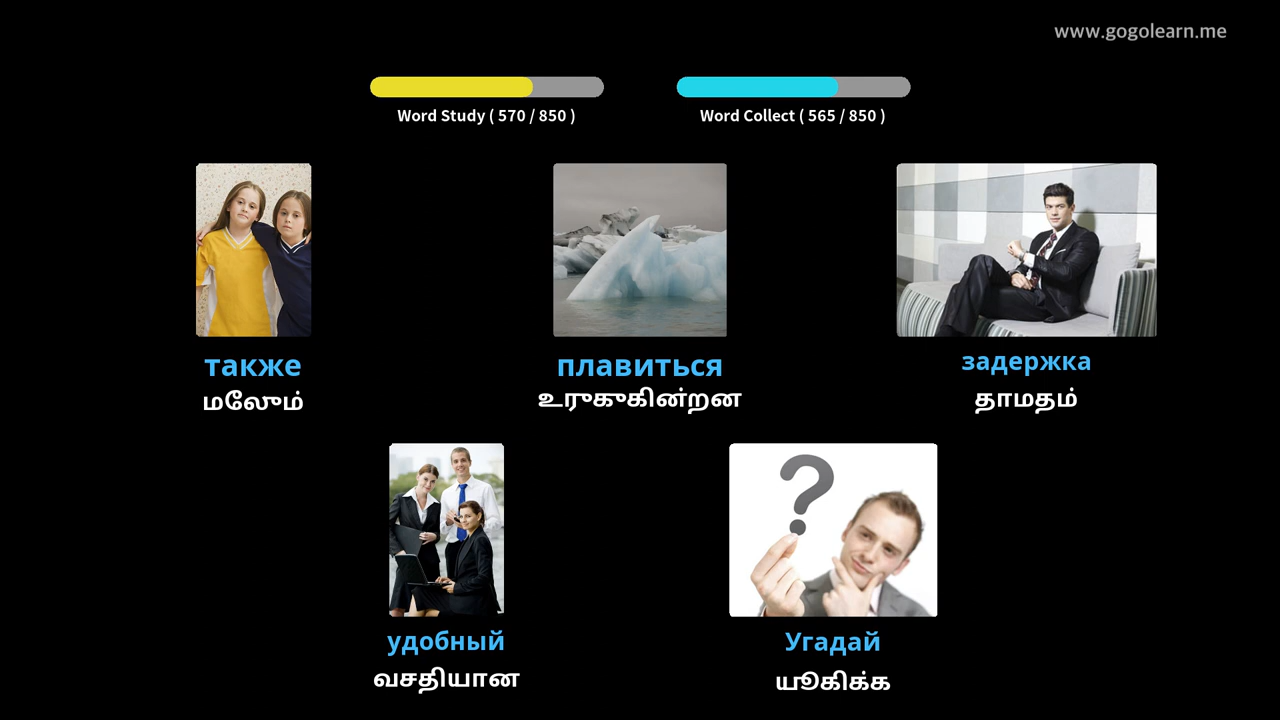 www.gogolearn.me
Word Study ( 570 / 850 )
Word Collect ( 565 / 850 )
также
மேலும்
плавиться
உருகுகின்றன
задержка
தாமதம்
удобный
வசதியான
Угадай
யூகிக்க